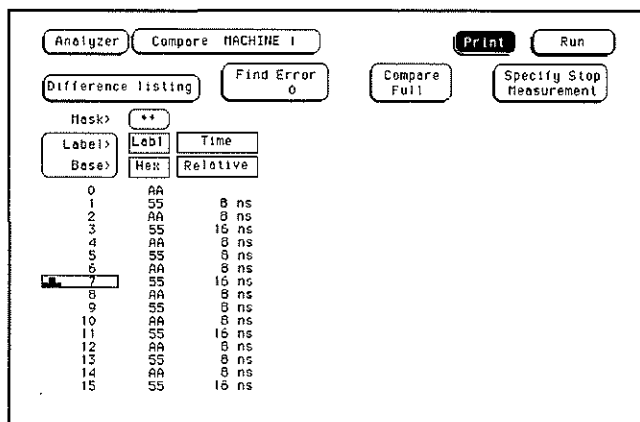 Analyzer Compare MACHINE 1 Print Run
Difference listing Find Error 0 Compare Full Specify Stop Measurement
Mask> **
Label> Lab1 Time
Base> Hex Relative
0 AA
1 55 8 ns
2 AA 8 ns
3 55 16 ns
4 AA 8 ns
5 55 8 ns
6 AA 8 ns
7 55 16 ns
8 AA 8 ns
9 55 8 ns
10 AA 8 ns
11 55 16 ns
12 AA 8 ns
13 55 8 ns
14 AA 8 ns
15 55 16 ns